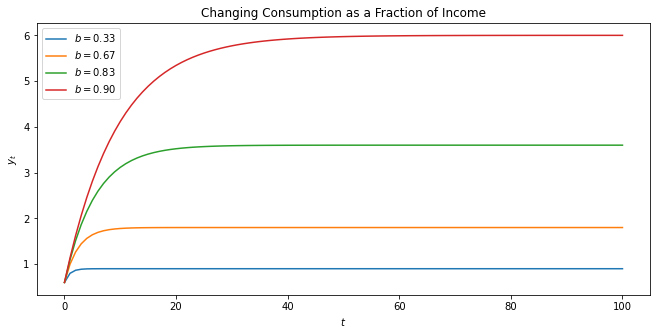 Changing Consumption as a Fraction of Income
b = 0.33
b = 0.67
b = 0.83
b = 0.90
6
5
4
3
2
1
y_t
0 20 40 60 80 100
t